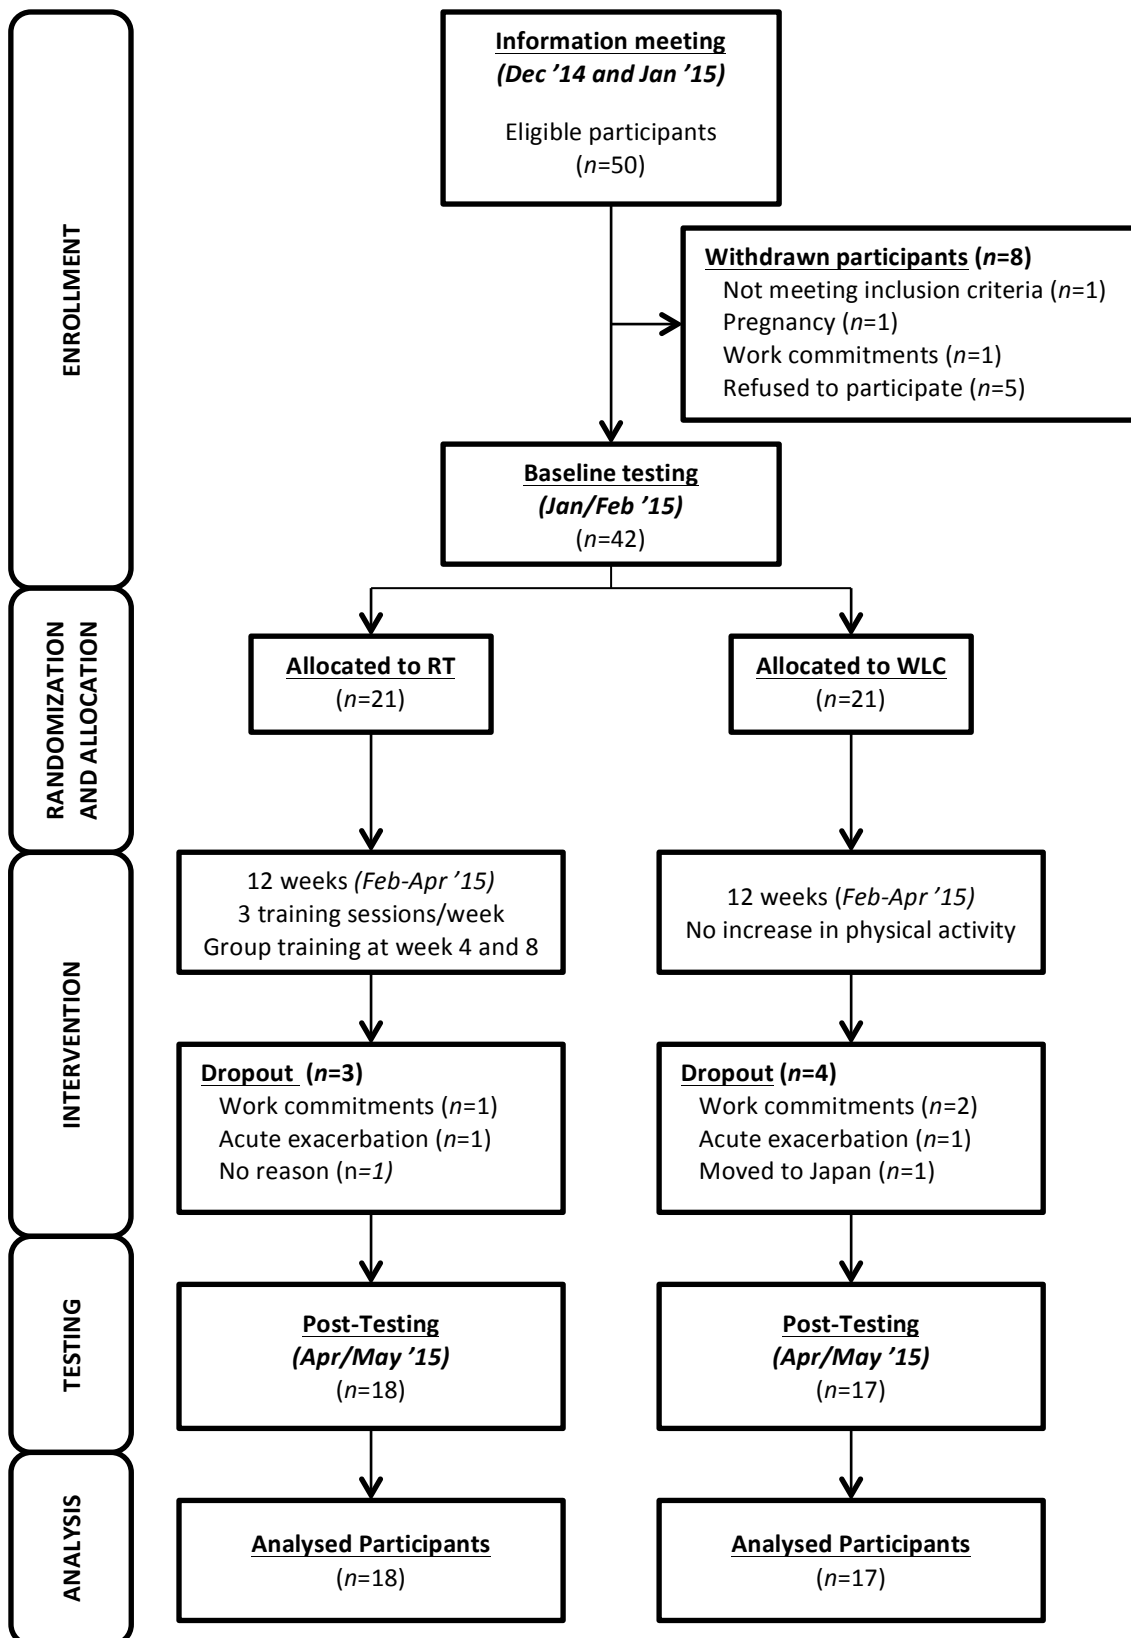 ENROLLMENT
Information meeting
(Dec ’14 and Jan ’15)
Eligible participants
(n=50)
Withdrawn participants (n=8)
Not meeting inclusion criteria (n=1)
Pregnancy (n=1)
Work commitments (n=1)
Refused to participate (n=5)
Baseline testing
(Jan/Feb ’15)
(n=42)
RANDOMIZATION
AND ALLOCATION
Allocated to RT
(n=21)
Allocated to WLC
(n=21)
INTERVENTION
12 weeks (Feb-Apr ’15)
3 training sessions/week
Group training at week 4 and 8
12 weeks (Feb-Apr ’15)
No increase in physical activity
Dropout (n=3)
Work commitments (n=1)
Acute exacerbation (n=1)
No reason (n=1)
Dropout (n=4)
Work commitments (n=2)
Acute exacerbation (n=1)
Moved to Japan (n=1)
TESTING
Post-Testing
(Apr/May ’15)
(n=18)
Post-Testing
(Apr/May ’15)
(n=17)
ANALYSIS
Analysed Participants
(n=18)
Analysed Participants
(n=17)